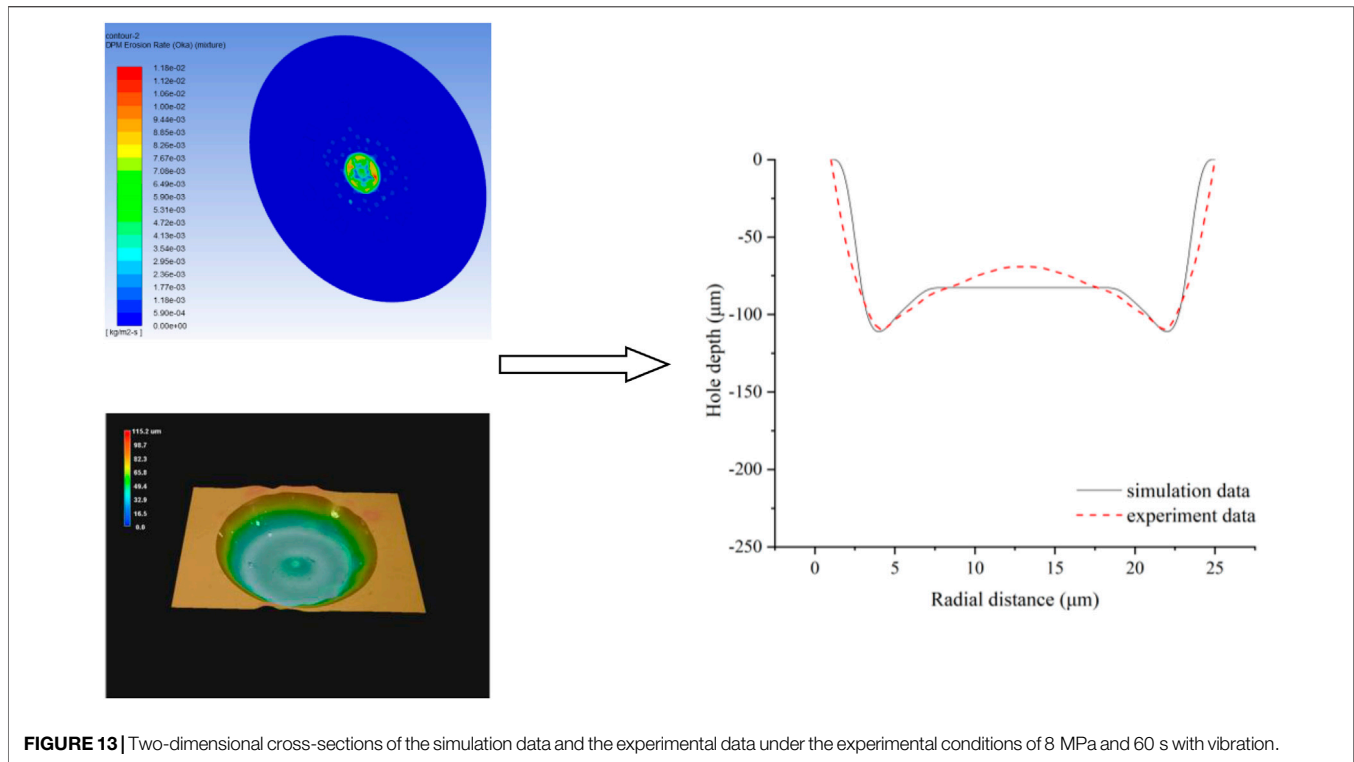 contour-2
DPM Erosion Rate (Oka) (mixture)
1.18e-02
1.12e-02
1.06e-02
1.00e-02
9.44e-03
8.85e-03
8.26e-03
7.67e-03
7.08e-03
6.49e-03
5.90e-03
5.31e-03
4.72e-03
4.13e-03
3.54e-03
2.95e-03
2.36e-03
1.77e-03
1.18e-03
5.90e-04
0.00e+00
[ kg/m2-s ]
115.2 um
98.7
82.3
65.8
49.4
32.9
16.5
0.0
0
-50
-100
-150
-200
-250
Hole depth (μm)
simulation data
experiment data
0 5 10 15 20 25
Radial distance (μm)
FIGURE 13 | Two-dimensional cross-sections of the simulation data and the experimental data under the experimental conditions of 8 MPa and 60 s with vibration.